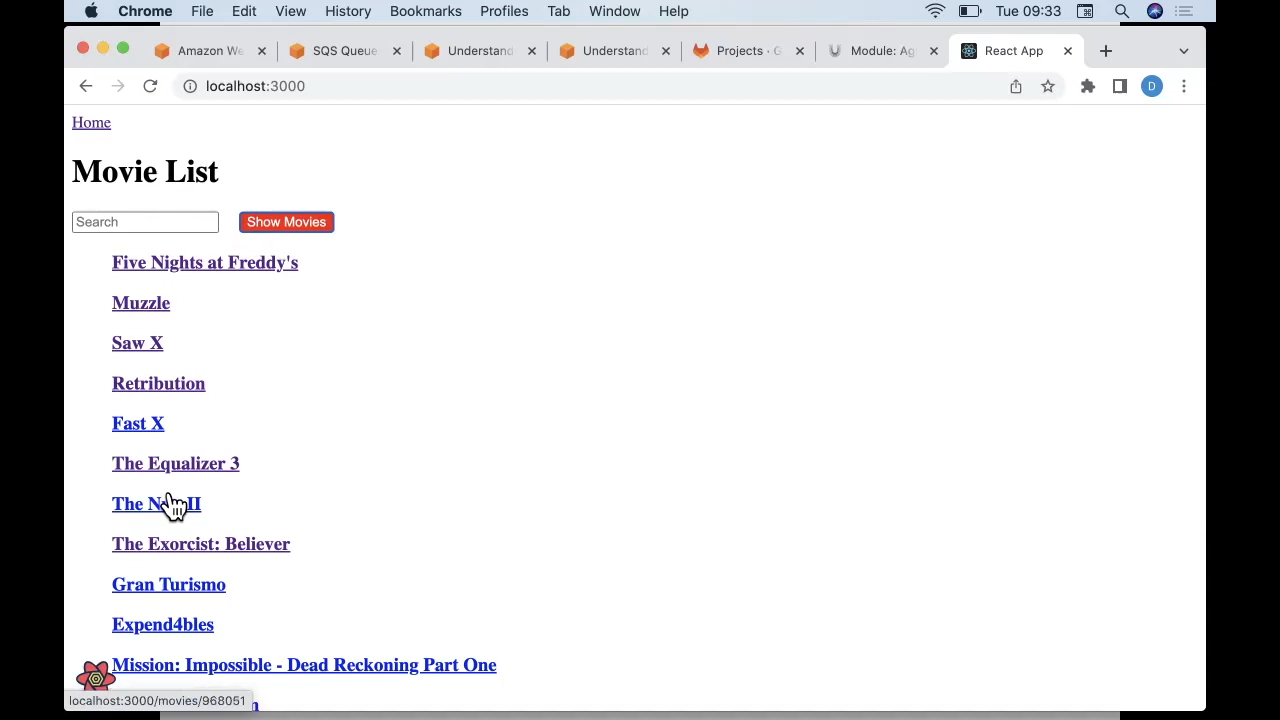 Chrome File Edit View History Bookmarks Profiles Tab Window Help Tue 09:33
Amazon We SQS Queue Understand Understand Projects · G Module: Ag React App
localhost:3000 D
Home
Movie List
Search Show Movies
Five Nights at Freddy's
Muzzle
Saw X
Retribution
Fast X
The Equalizer 3
The N II
The Exorcist: Believer
Gran Turismo
Expend4bles
Mission: Impossible - Dead Reckoning Part One
localhost:3000/movies/968051